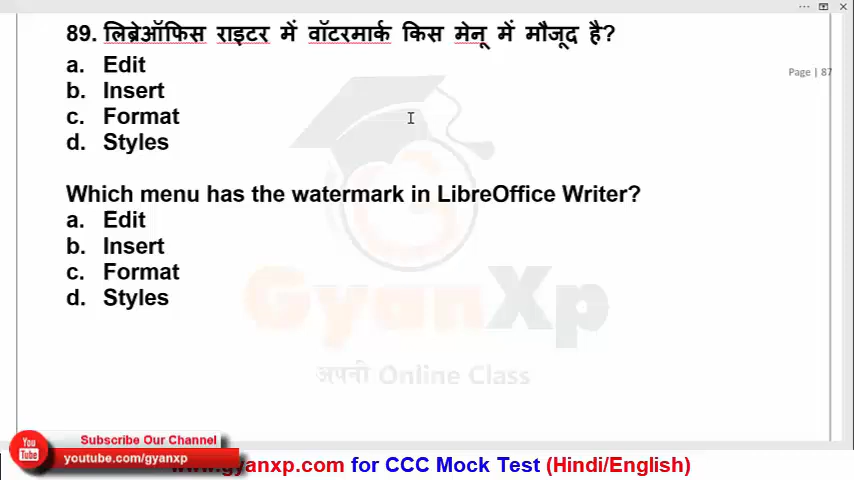 89. लिब्रेऑफिस राइटर में वॉटरमार्क किस मेनू में मौजूद है?
Page | 87
a. Edit
b. Insert
c. Format
d. Styles
Which menu has the watermark in LibreOffice Writer?
a. Edit
b. Insert
c. Format
d. Styles
GyanXp
अपनी Online Class
You Tube
Subscribe Our Channel
youtube.com/gyanxp
www.gyanxp.com for CCC Mock Test (Hindi/English)